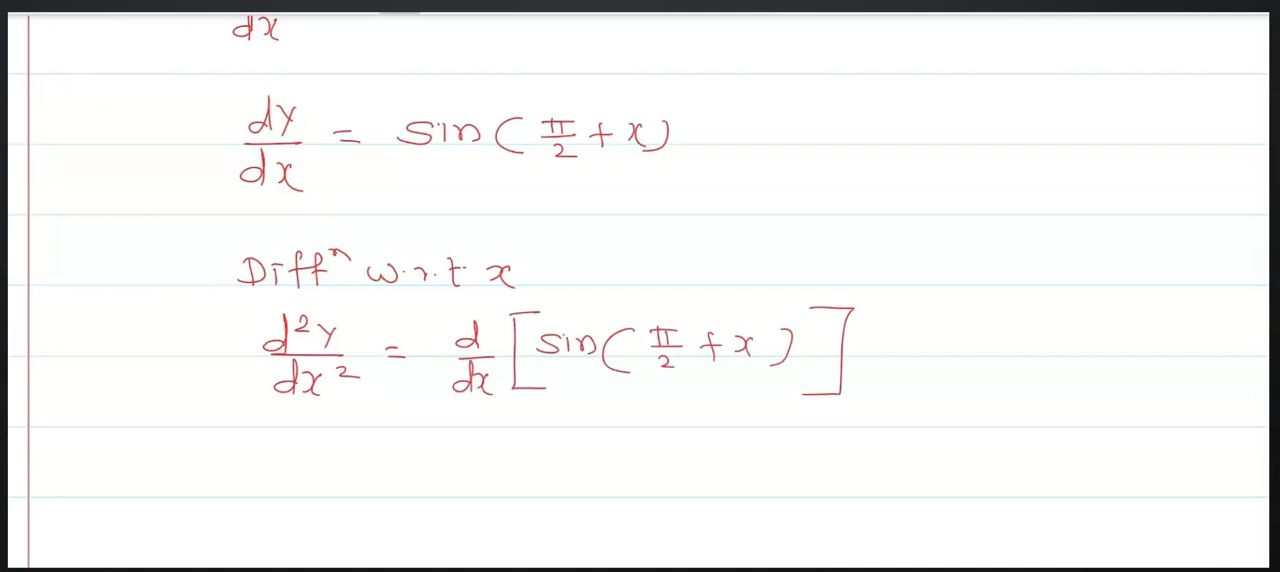 dx
dy/dx = sin(π/2 + x)
Diffⁿ w.r.t. x
d²y/dx² = d/dx [sin(π/2 + x)]